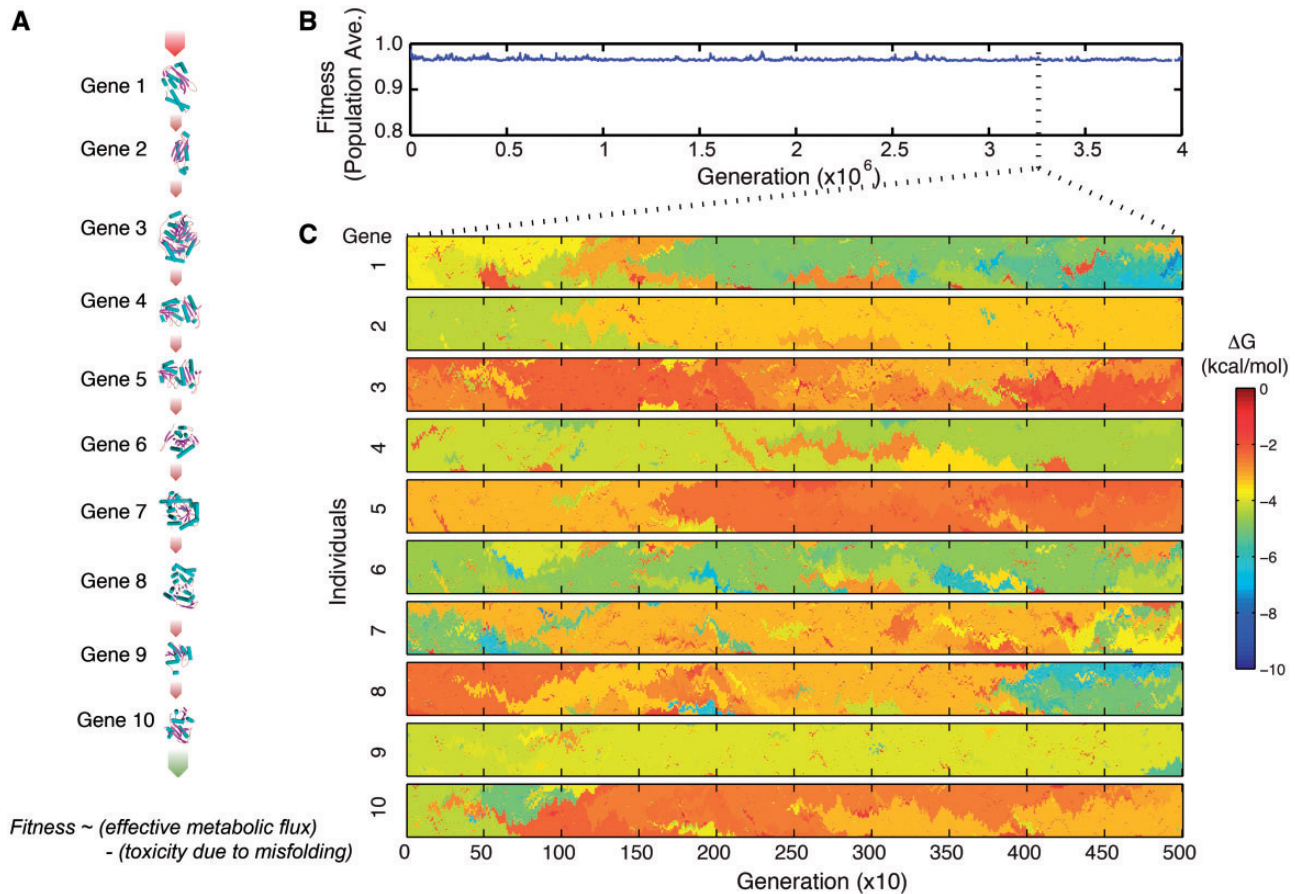 A
Gene 1
Gene 2
Gene 3
Gene 4
Gene 5
Gene 6
Gene 7
Gene 8
Gene 9
Gene 10
Fitness ~ (effective metabolic flux)
- (toxicity due to misfolding)
B
Fitness
(Population Ave.)
1.0
0.9
0.8
0 0.5 1 1.5 2 2.5 3 3.5 4
Generation (x10⁶)
C
Gene
1
2
3
4
5
6
7
8
9
10
Individuals
0 50 100 150 200 250 300 350 400 450 500
Generation (x10)
ΔG
(kcal/mol)
0
−2
−4
−6
−8
−10